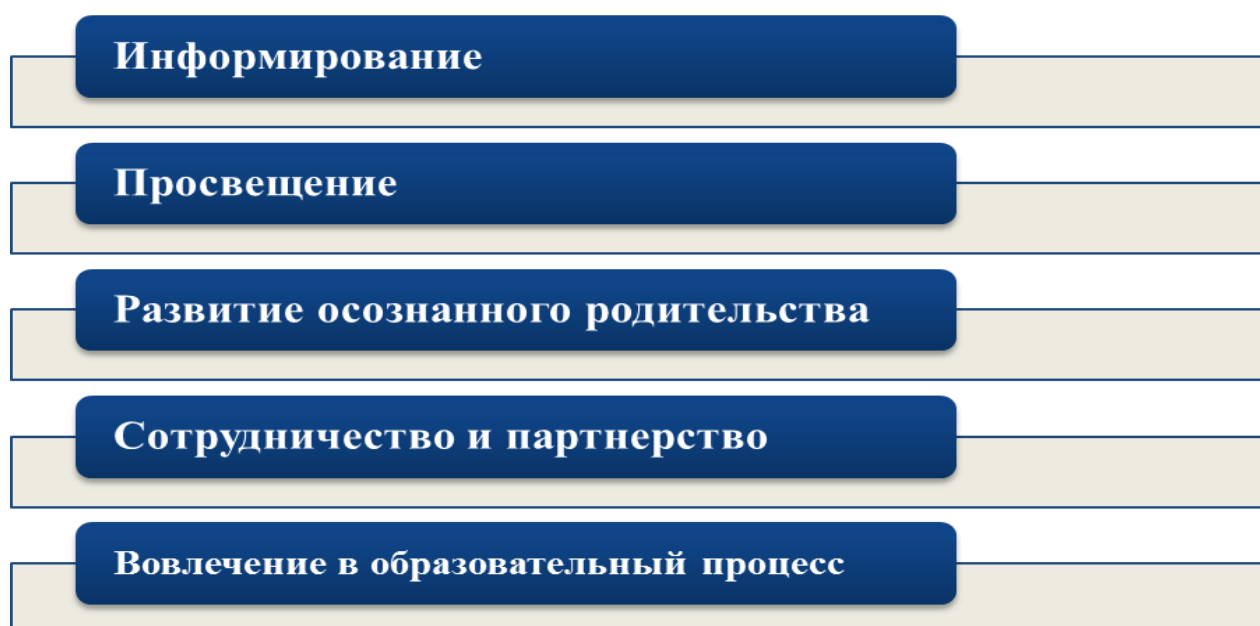 Информирование
Просвещение
Развитие осознанного родительства
Сотрудничество и партнерство
Вовлечение в образовательный процесс